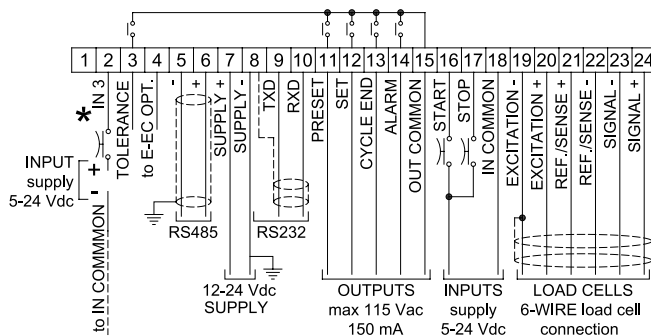 1 2 3 4 5 6 7 8 9 10 11 12 13 14 15 16 17 18 19 20 21 22 23 24
* IN 3
TOLERANCE
to E-EC OPT.
-
+
SUPPLY +
SUPPLY -
TXD
RXD
PRESET
SET
CYCLE END
ALARM
OUT COMMON
START
STOP
IN COMMON
EXCITATION -
EXCITATION +
REF./SENSE +
REF./SENSE -
SIGNAL -
SIGNAL +
INPUT
supply
5-24 Vdc
+
-
to IN COMMMON
RS485
RS232
12-24 Vdc
SUPPLY
OUTPUTS
max 115 Vac
150 mA
INPUTS
supply
5-24 Vdc
LOAD CELLS
6-WIRE load cell
connection